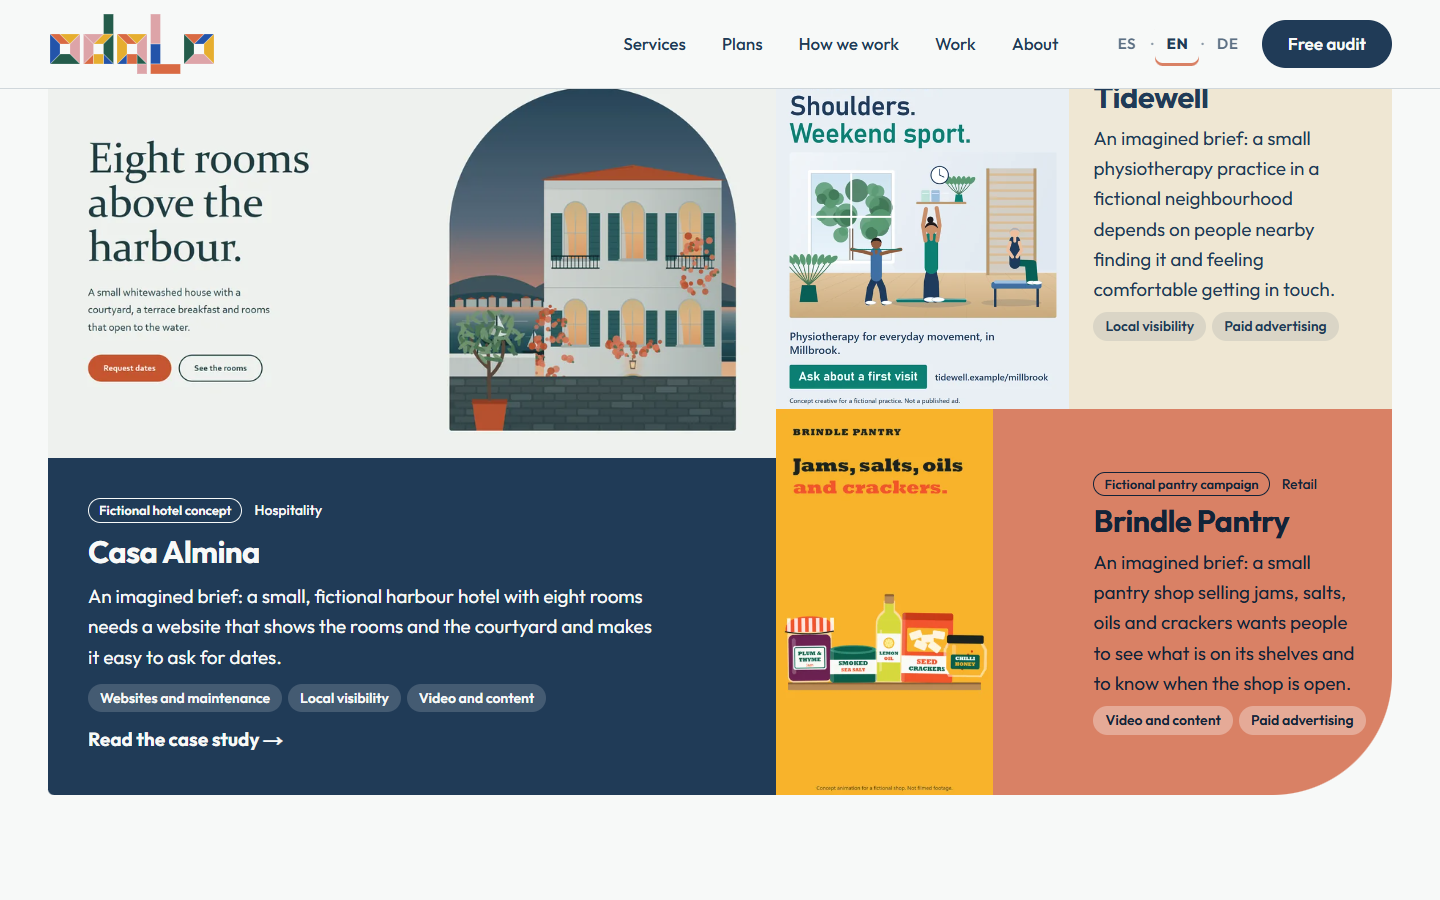 odalo
Services
Plans
How we work
Work
About
ES · EN · DE
Free audit
Eight rooms
above the
harbour.
A small whitewashed house with a
courtyard, a terrace breakfast and rooms
that open to the water.
Request dates
See the rooms
Fictional hotel concept
Hospitality
Casa Almina
An imagined brief: a small, fictional harbour hotel with eight rooms
needs a website that shows the rooms and the courtyard and makes
it easy to ask for dates.
Websites and maintenance
Local visibility
Video and content
Read the case study →
Shoulders.
Weekend sport.
Physiotherapy for everyday movement, in
Millbrook.
Ask about a first visit
tidewell.example/millbrook
Concept creative for a fictional practice. Not a published ad.
Tidewell
An imagined brief: a small
physiotherapy practice in a
fictional neighbourhood
depends on people nearby
finding it and feeling
comfortable getting in touch.
Local visibility
Paid advertising
BRINDLE PANTRY
Jams, salts, oils
and crackers.
PLUM &
THYME
JAM
SMOKED
SEA SALT
LEMON
OIL
SEED
CRACKERS
CHILLI
HONEY
Concept animation for a fictional shop. Not filmed footage.
Fictional pantry campaign
Retail
Brindle Pantry
An imagined brief: a small
pantry shop selling jams, salts,
oils and crackers wants people
to see what is on its shelves and
to know when the shop is open.
Video and content
Paid advertising